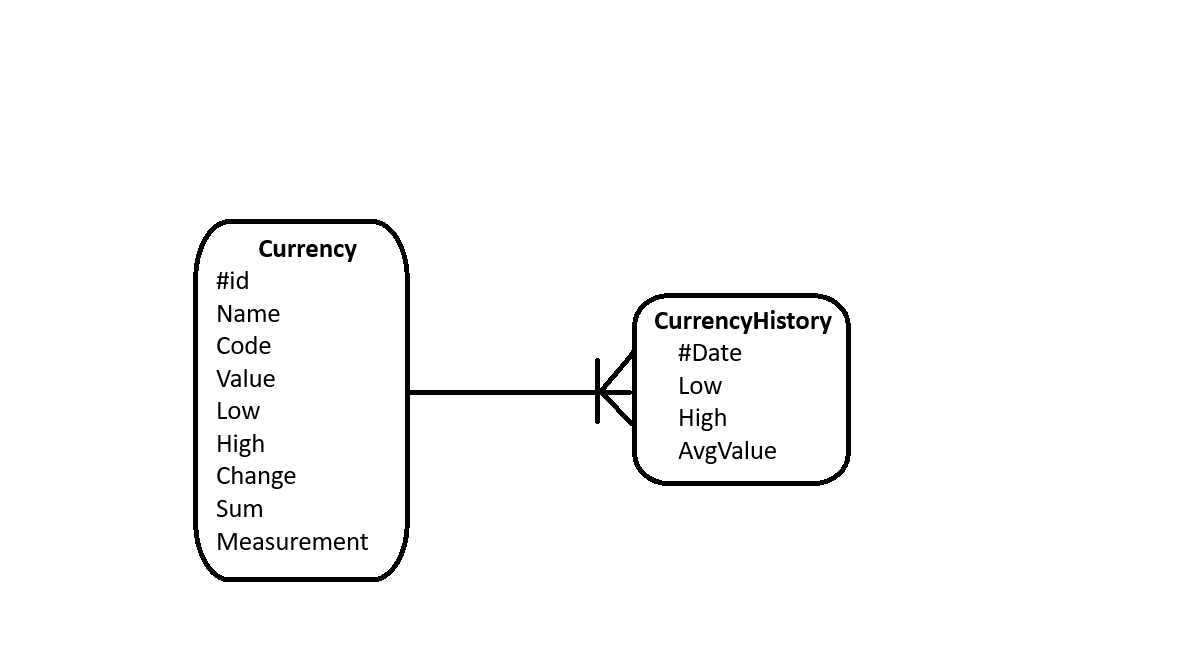 Currency
#id
Name
Code
Value
Low
High
Change
Sum
Measurement
CurrencyHistory
#Date
Low
High
AvgValue